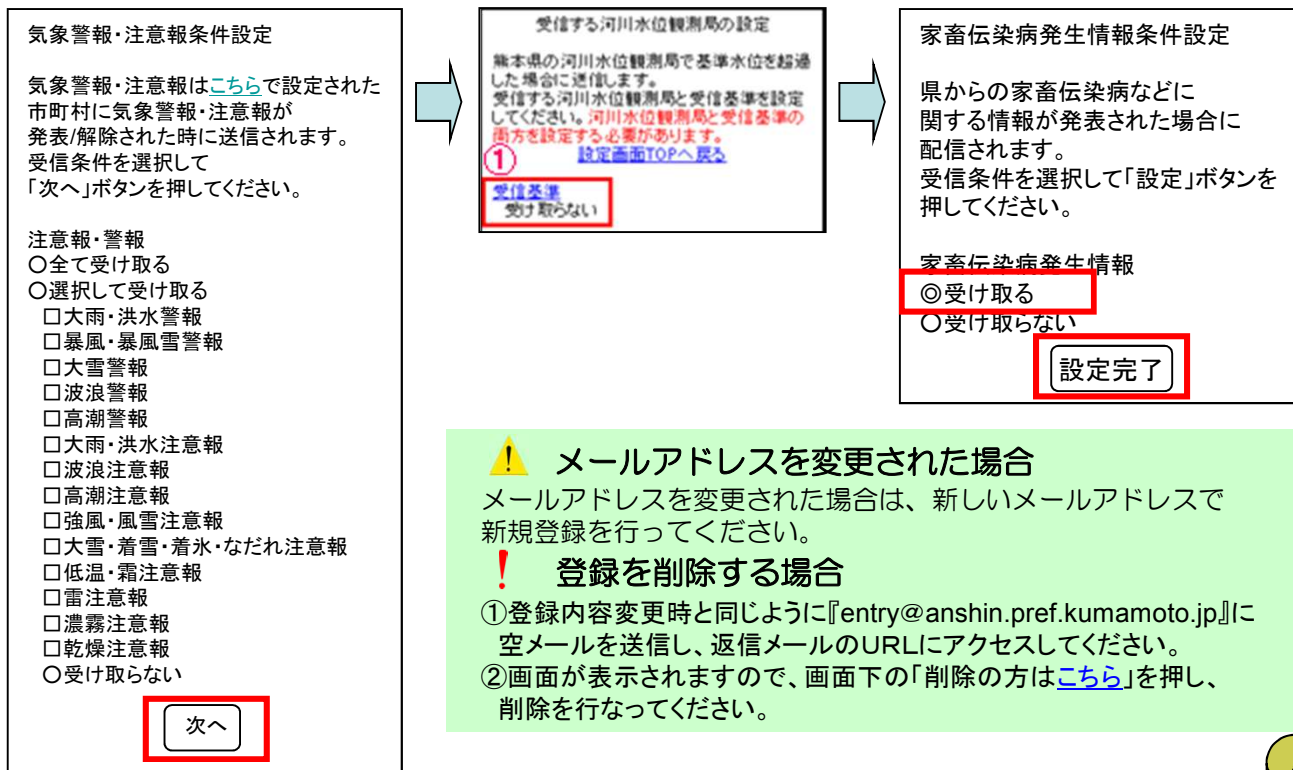 気象警報・注意報条件設定
気象警報・注意報はこちらで設定された
市町村に気象警報・注意報が
発表/解除された時に送信されます。
受信条件を選択して
「次へ」ボタンを押してください。
注意報・警報
○全て受け取る
○選択して受け取る
□大雨・洪水警報
□暴風・暴風雪警報
□大雪警報
□波浪警報
□高潮警報
□大雨・洪水注意報
□波浪注意報
□高潮注意報
□強風・風雪注意報
□大雪・着雪・着氷・なだれ注意報
□低温・霜注意報
□雷注意報
□濃霧注意報
□乾燥注意報
○受け取らない
次へ
受信する河川水位観測局の設定
熊本県の河川水位観測局で基準水位を超過
した場合に送信します。
受信する河川水位観測局と受信基準を設定
してください。河川水位観測局と受信基準の
両方を設定する必要があります。
①
設定画面TOPへ戻る
受信基準
受け取らない
家畜伝染病発生情報条件設定
県からの家畜伝染病などに
関する情報が発表された場合に
配信されます。
受信条件を選択して「設定」ボタンを
押してください。
家畜伝染病発生情報
◎受け取る
○受け取らない
設定完了
メールアドレスを変更された場合
メールアドレスを変更された場合は、新しいメールアドレスで
新規登録を行ってください。
登録を削除する場合
①登録内容変更時と同じように『entry@anshin.pref.kumamoto.jp』に
空メールを送信し、返信メールのURLにアクセスしてください。
②画面が表示されますので、画面下の「削除の方はこちら」を押し、
削除を行なってください。